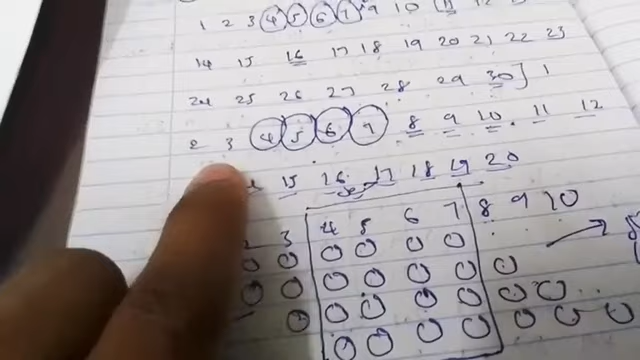 1 2 3 4 5 6 7 9 10 11 12
14 15 16 17 18 19 20 21 22 23
24 25 26 27 28 29 30] 1
2 3 4 5 6 7 8 9 10. 11 12
15 16 17 18 19 20
2 3 4 5 6 7 8 9 10